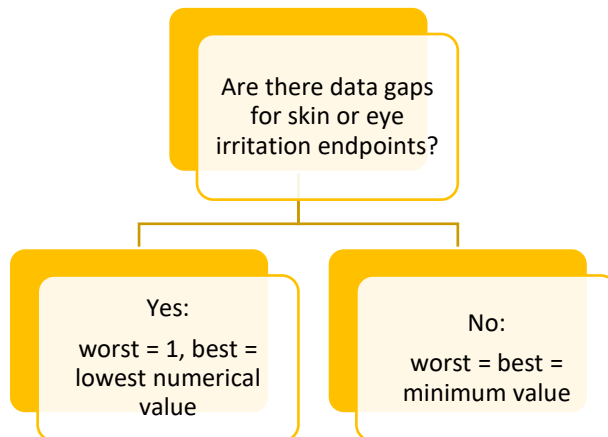 Are there data gaps
for skin or eye
irritation endpoints?
Yes:
worst = 1, best =
lowest numerical
value
No:
worst = best =
minimum value